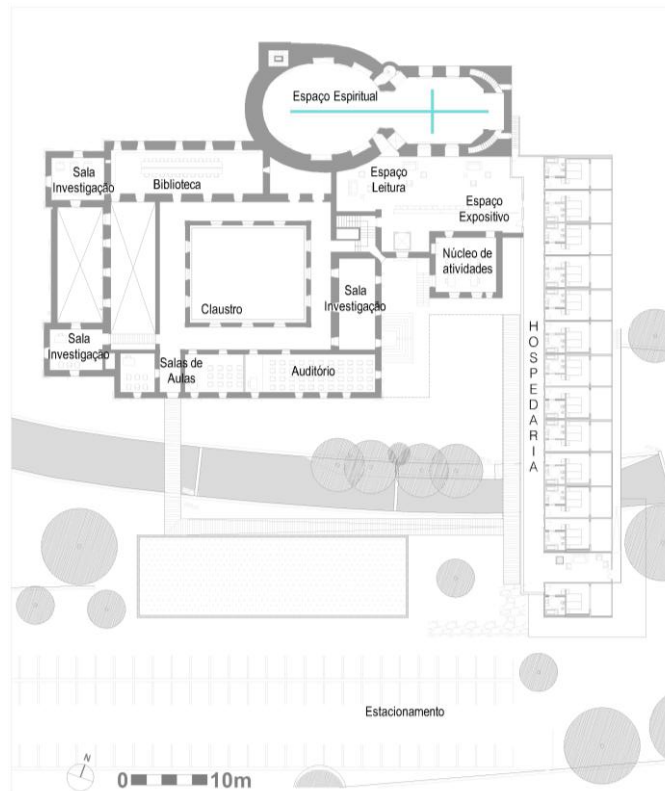 Espaço Espiritual
Sala
Investigação
Biblioteca
Espaço
Leitura
Espaço
Expositivo
Núcleo de
atividades
Sala
Investigação
Claustro
Sala
Investigação
Salas de
Aulas
Auditório
HOSPEDARIA
Estacionamento
N
0 10m